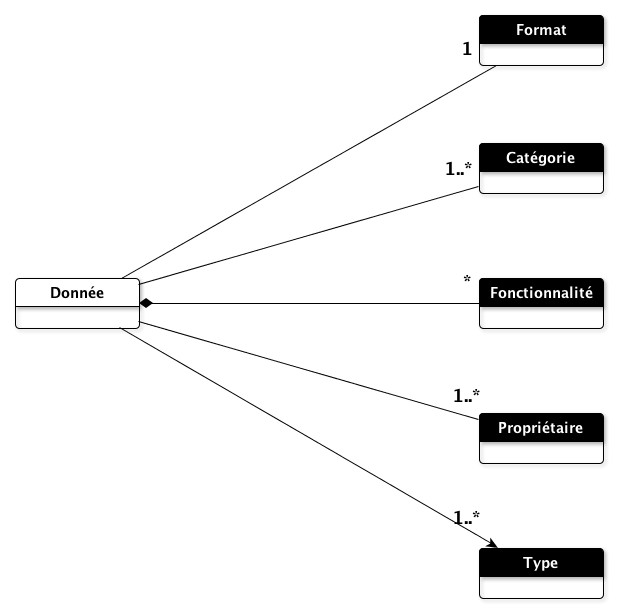 Format
1
Catégorie
1..*
Donnée
*
Fonctionnalité
1..*
Propriétaire
1..*
Type